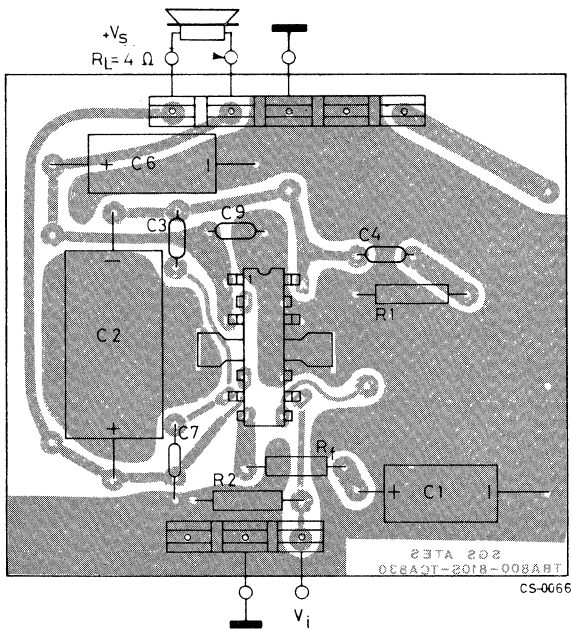 +Vs
RL= 4 Ω
+ C6 I
C3
C9
C4
R1
I
C2
+
C7
Rf
R2
+ C1 I
SGS ATES
TBA800-810S-TCA830
CS-0066
Vi